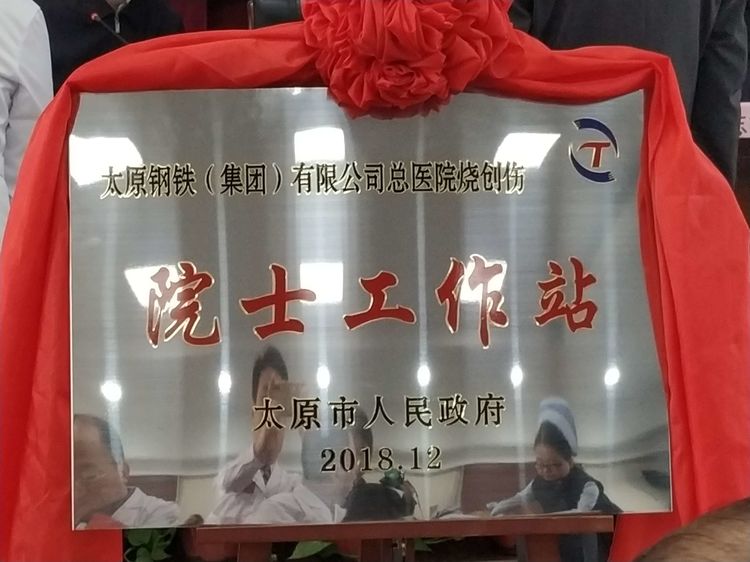 太原钢铁（集团）有限公司总医院烧创伤
T
院士工作站
太原市人民政府
2018.12